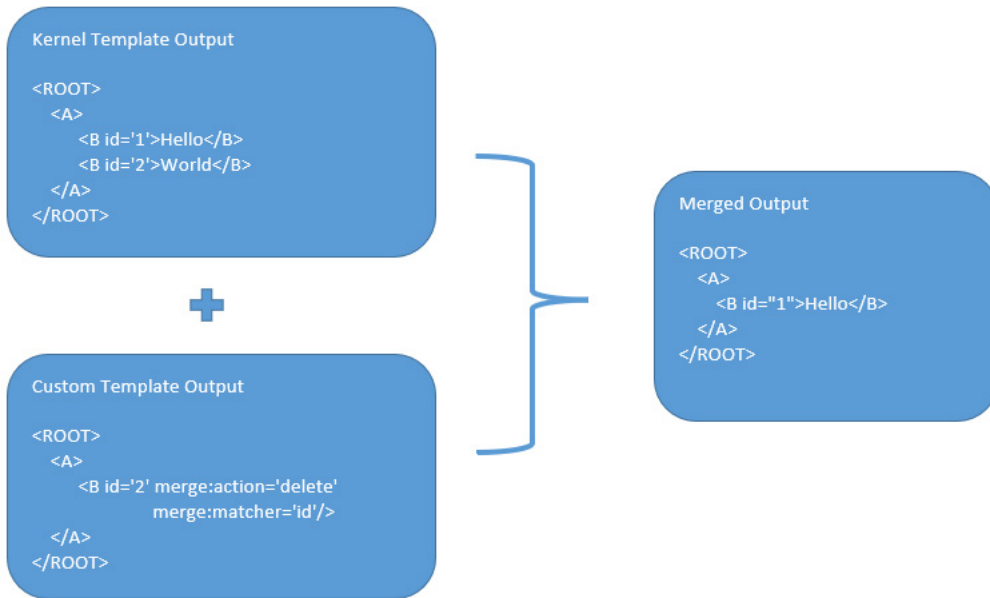 Kernel Template Output
<ROOT>
<A>
<B id='1'>Hello</B>
<B id='2'>World</B>
</A>
</ROOT>
Custom Template Output
<ROOT>
<A>
<B id='2' merge:action='delete'
merge:matcher='id'/>
</A>
</ROOT>
Merged Output
<ROOT>
<A>
<B id="1">Hello</B>
</A>
</ROOT>